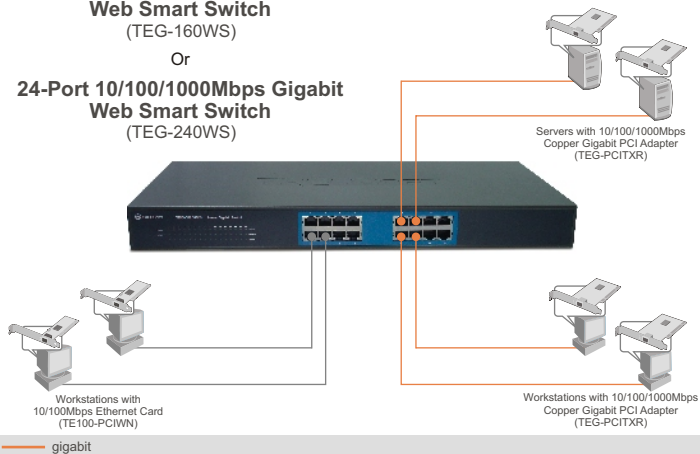 Web Smart Switch
(TEG-160WS)
Or
24-Port 10/100/1000Mbps Gigabit
Web Smart Switch
(TEG-240WS)
Servers with 10/100/1000Mbps
Copper Gigabit PCI Adapter
(TEG-PCITXR)
Workstations with
10/100Mbps Ethernet Card
(TE100-PCIWN)
Workstations with 10/100/1000Mbps
Copper Gigabit PCI Adapter
(TEG-PCITXR)
gigabit